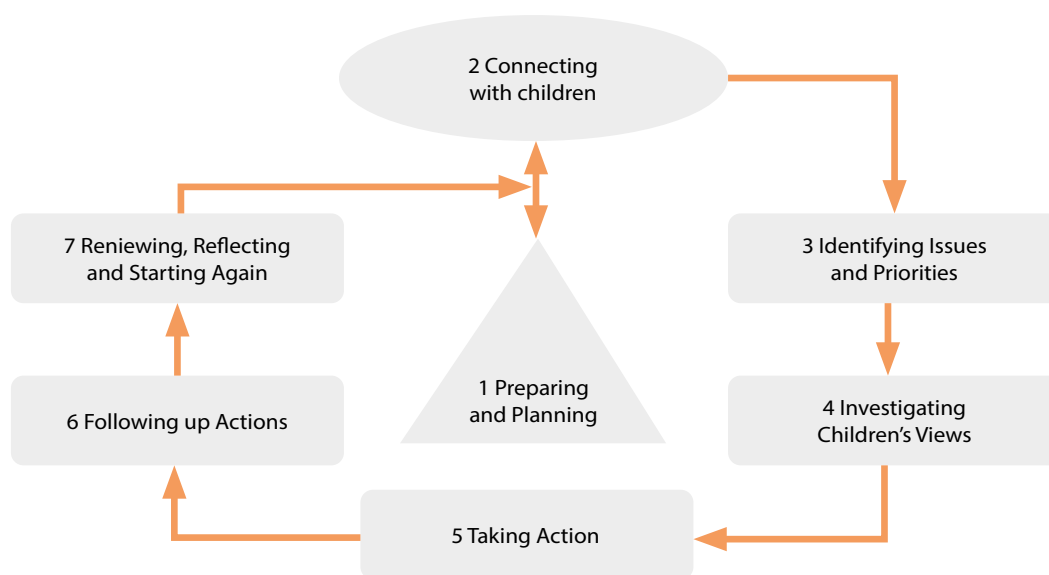 2 Connecting
with children
7 Reniewing, Reflecting
and Starting Again
3 Identifying Issues
and Priorities
1 Preparing
and Planning
6 Following up Actions
4 Investigating
Children’s Views
5 Taking Action